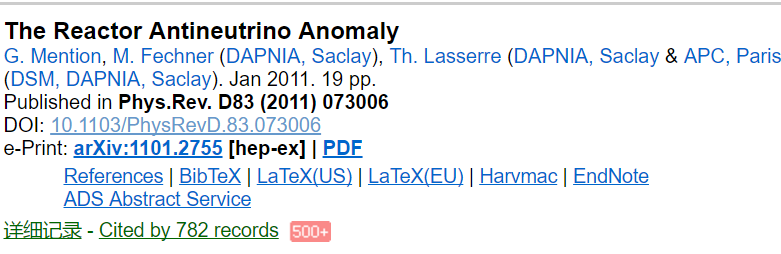 The Reactor Antineutrino Anomaly
G. Mention, M. Fechner (DAPNIA, Saclay), Th. Lasserre (DAPNIA, Saclay & APC, Paris
(DSM, DAPNIA, Saclay). Jan 2011. 19 pp.
Published in Phys.Rev. D83 (2011) 073006
DOI: 10.1103/PhysRevD.83.073006
e-Print: arXiv:1101.2755 [hep-ex] | PDF
References | BibTeX | LaTeX(US) | LaTeX(EU) | Harvmac | EndNote
ADS Abstract Service
详细记录 - Cited by 782 records 500+